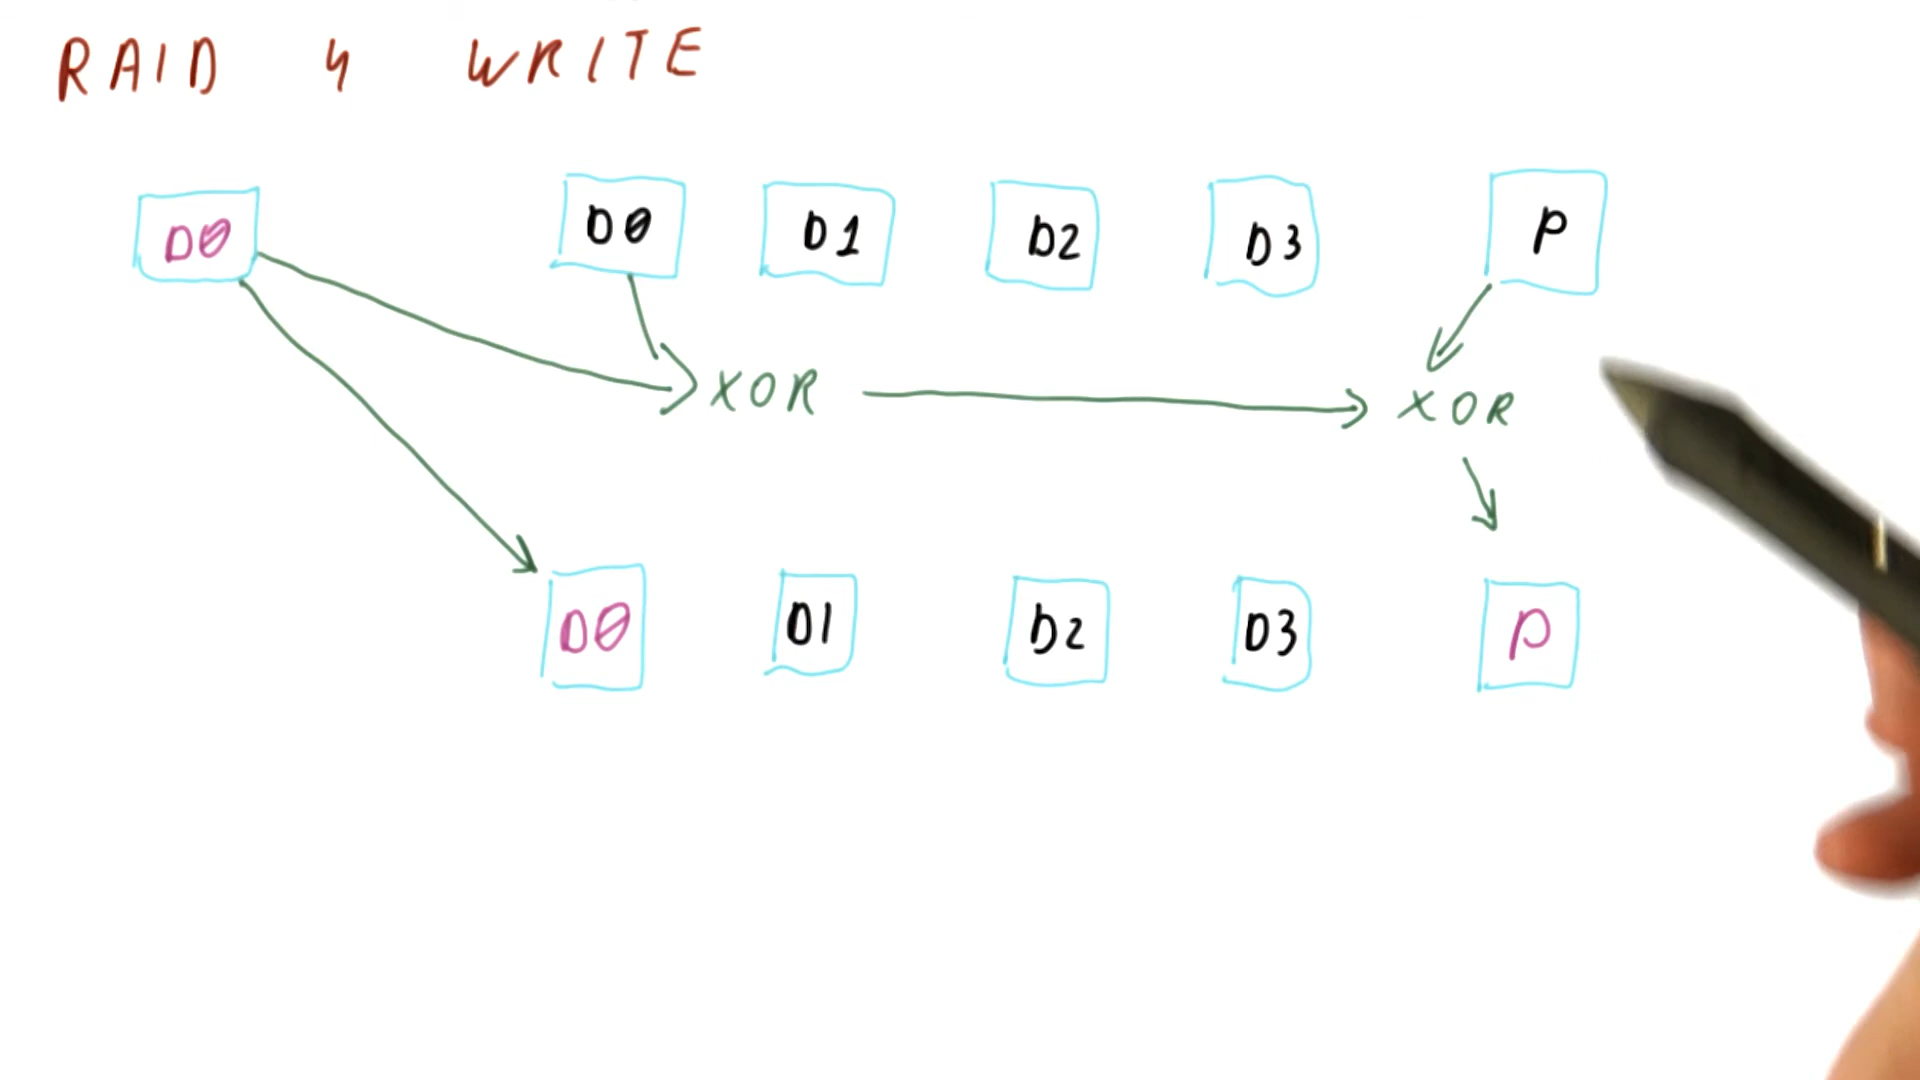 RAID 4 WRITE
D0 D0 D1 D2 D3 P
XOR XOR
D0 D1 D2 D3 P